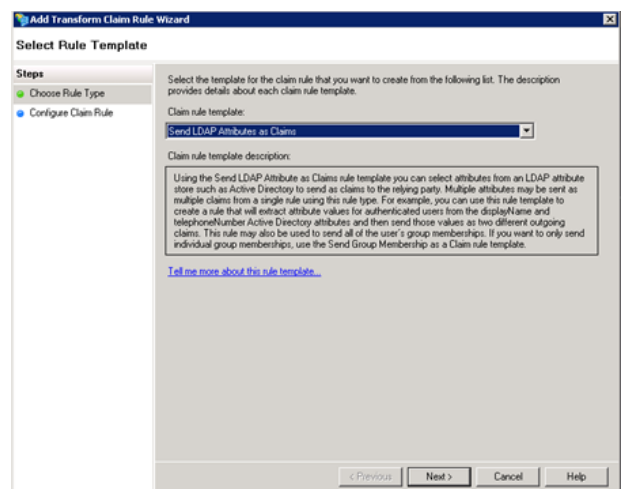 Add Transform Claim Rule Wizard
Select Rule Template
Steps
Choose Rule Type
Configure Claim Rule
Select the template for the claim rule that you want to create from the following list. The description
provides details about each claim rule template.
Claim rule template:
Send LDAP Attributes as Claims
Claim rule template description:
Using the Send LDAP Attribute as Claims rule template you can select attributes from an LDAP attribute
store such as Active Directory to send as claims to the relying party. Multiple attributes may be sent as
multiple claims from a single rule using this rule type. For example, you can use this rule template to
create a rule that will extract attribute values for authenticated users from the displayName and
telephoneNumber Active Directory attributes and then send those values as two different outgoing
claims. This rule may also be used to send all of the user's group memberships. If you want to only send
individual group memberships, use the Send Group Membership as a Claim rule template.
Tell me more about this rule template...
< Previous
Next >
Cancel
Help